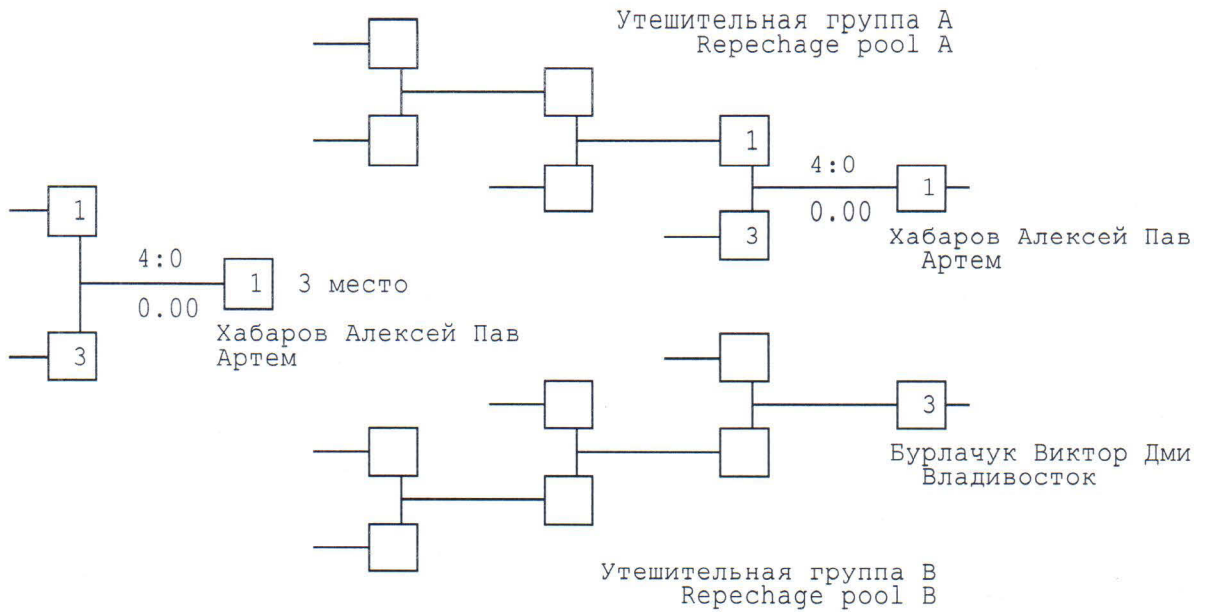 Утешительная группа А
Repechage pool A
1
4:0
1
0.00
3
Хабаров Алексей Пав
Артем
1
4:0
1 3 место
0.00
Хабаров Алексей Пав
Артем
3
3
Бурлачук Виктор Дми
Владивосток
Утешительная группа В
Repechage pool B